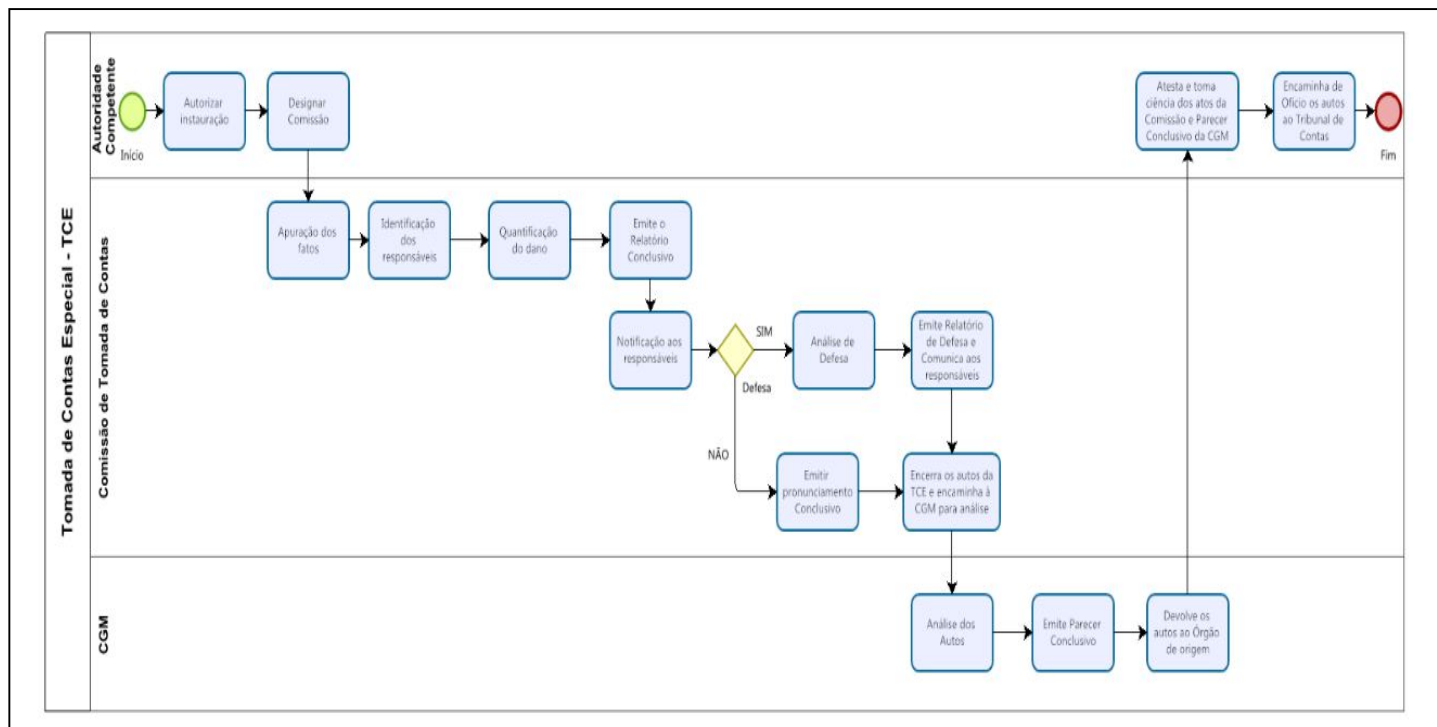 Tomada de Contas Especial - TCE
Autoridade
Competente
Início
Autorizar
instauração
Designar
Comissão
Atesta e toma
ciência dos atos da
Comissão e Parecer
Conclusivo da CGM
Encaminha de
Ofício os autos
ao Tribunal de
Contas
Fim
Comissão de Tomada de Contas
Apuração dos
fatos
Identificação
dos
responsáveis
Quantificação
do dano
Emite o
Relatório
Conclusivo
Notificação aos
responsáveis
Defesa
SIM
Análise de
Defesa
Emite Relatório
de Defesa e
Comunica aos
responsáveis
NÃO
Emitir
pronunciamento
Conclusivo
Encerra os autos da
TCE e encaminha à
CGM para análise
CGM
Análise dos
Autos
Emite Parecer
Conclusivo
Devolve os
autos ao Órgão
de origem